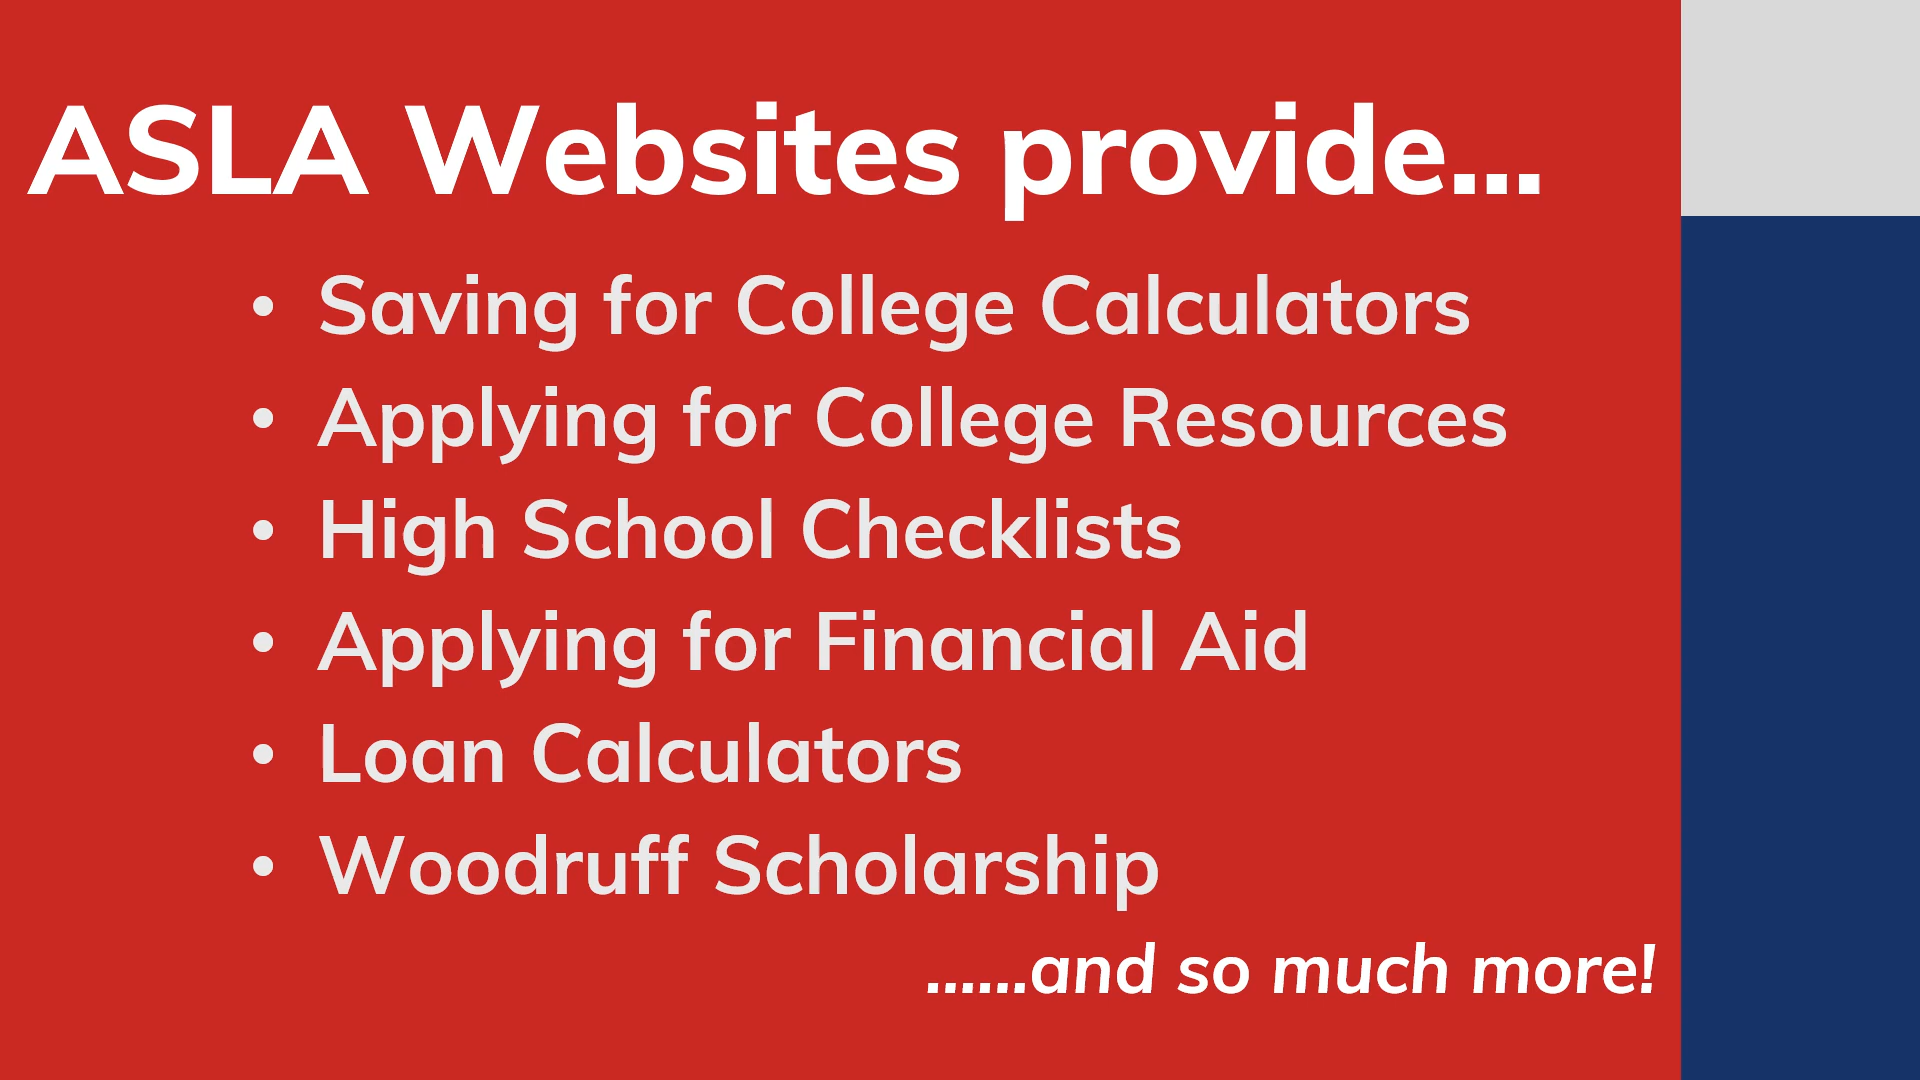 ASLA Websites provide...
• Saving for College Calculators
• Applying for College Resources
• High School Checklists
• Applying for Financial Aid
• Loan Calculators
• Woodruff Scholarship
......and so much more!